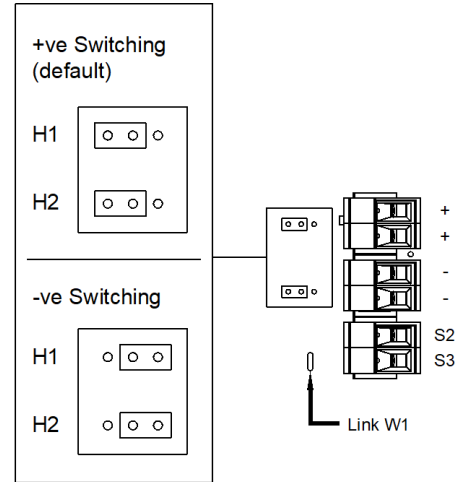 +ve Switching
(default)
H1
H2
-ve Switching
H1
H2
+
+
-
-
S2
S3
Link W1